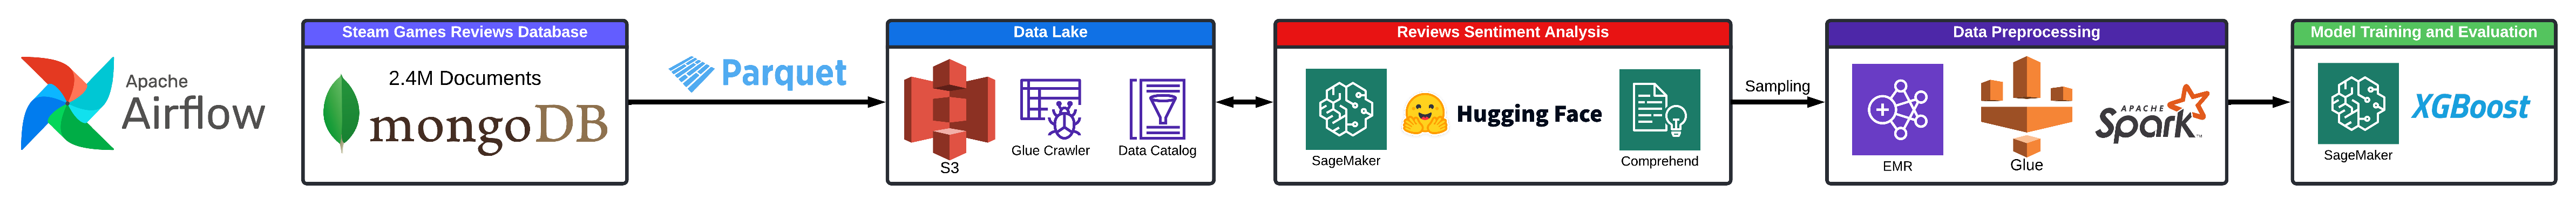 Apache
Airflow
Steam Games Reviews Database
2.4M Documents
mongoDB
Parquet
Data Lake
S3
Glue Crawler
Data Catalog
Reviews Sentiment Analysis
SageMaker
Hugging Face
Comprehend
Sampling
Data Preprocessing
EMR
Glue
APACHE
Spark™
Model Training and Evaluation
SageMaker
XGBoost